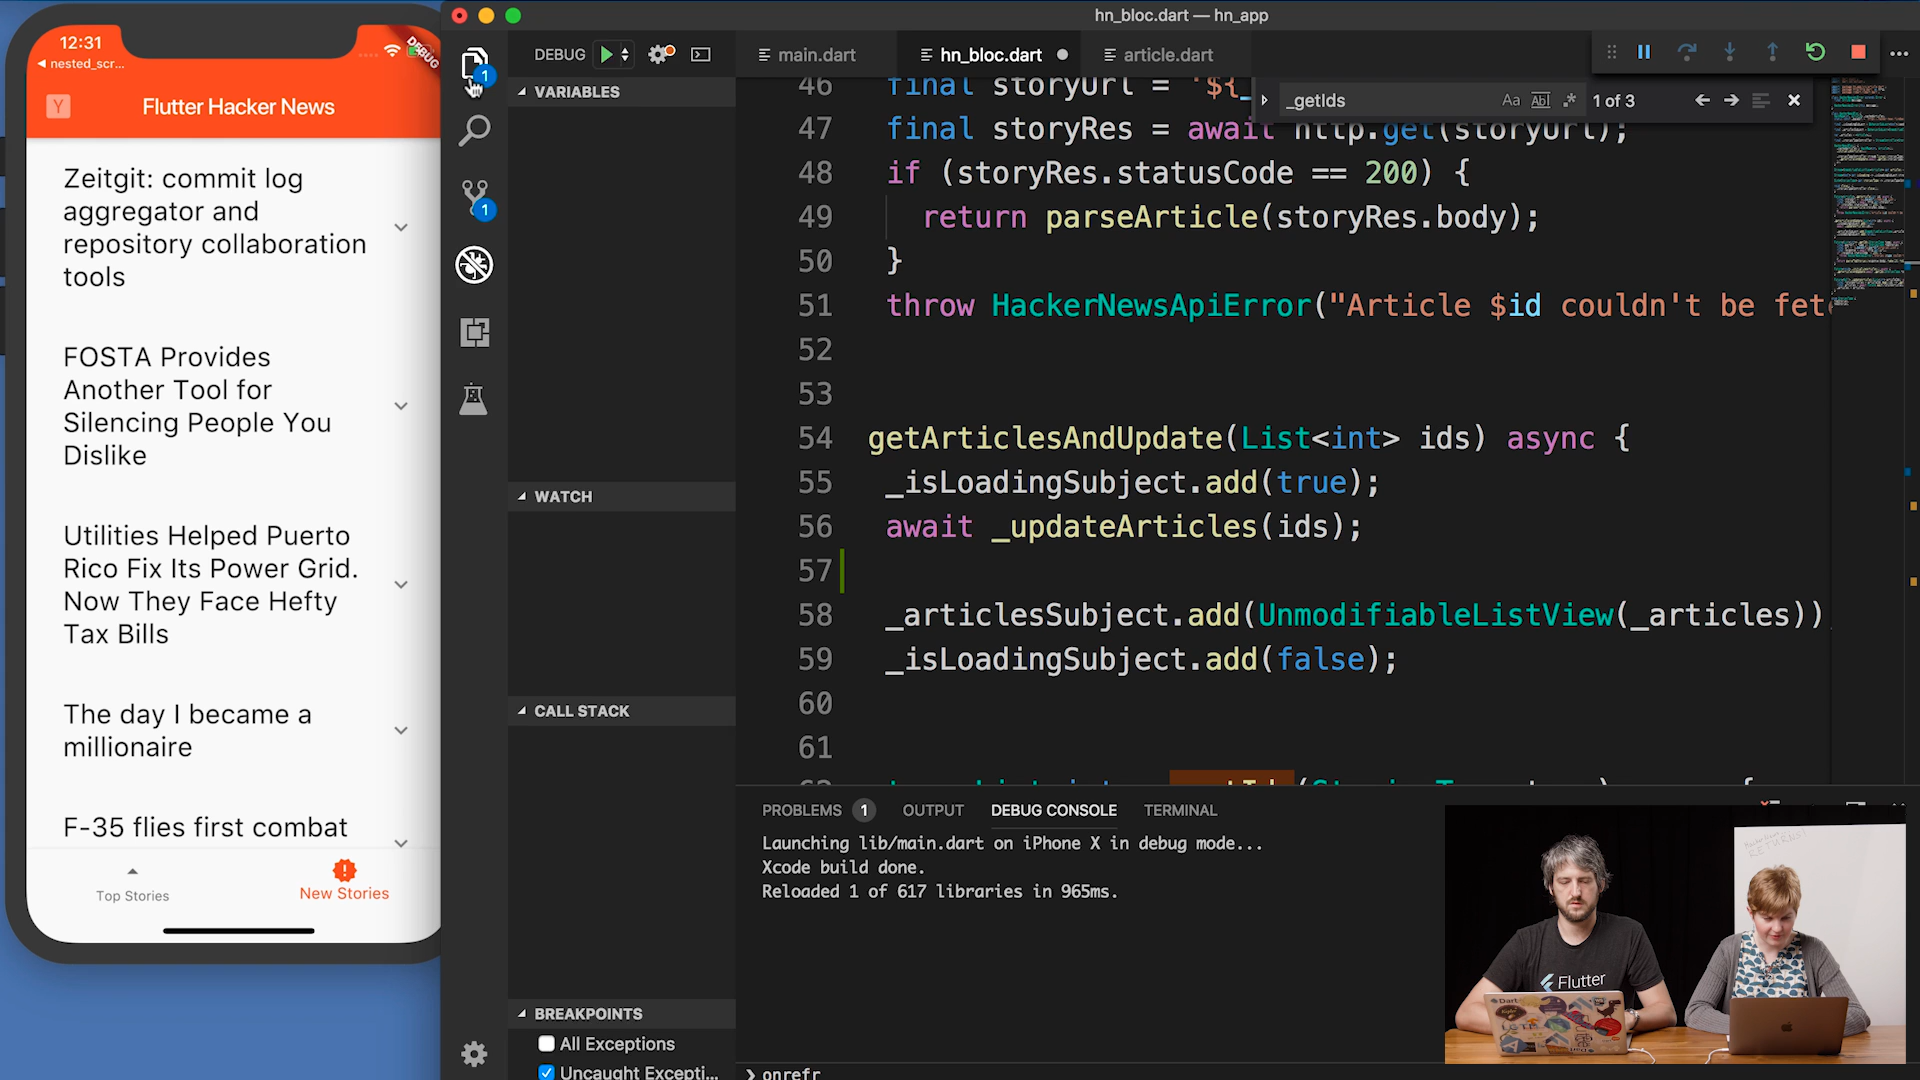 12:31
nested_scr...
DEBUG
Y
Flutter Hacker News
Zeitgit: commit log
aggregator and
repository collaboration
tools
FOSTA Provides
Another Tool for
Silencing People You
Dislike
Utilities Helped Puerto
Rico Fix Its Power Grid.
Now They Face Hefty
Tax Bills
The day I became a
millionaire
F-35 flies first combat
Top Stories
New Stories
hn_bloc.dart — hn_app
DEBUG
main.dart
hn_bloc.dart
article.dart
1
1
VARIABLES
WATCH
CALL STACK
BREAKPOINTS
All Exceptions
Uncaught Excepti...
_getIds
Aa
Abl
.*
1 of 3
46 final storyUrl = '${_
47 final storyRes = await http.get(storyUrl);
48 if (storyRes.statusCode == 200) {
49 return parseArticle(storyRes.body);
50 }
51 throw HackerNewsApiError("Article $id couldn't be fet
52
53
54 getArticlesAndUpdate(List<int> ids) async {
55 _isLoadingSubject.add(true);
56 await _updateArticles(ids);
57
58 _articlesSubject.add(UnmodifiableListView(_articles))
59 _isLoadingSubject.add(false);
60
61
PROBLEMS 1 OUTPUT DEBUG CONSOLE TERMINAL
Launching lib/main.dart on iPhone X in debug mode...
Xcode build done.
Reloaded 1 of 617 libraries in 965ms.
onrefr
Flutter